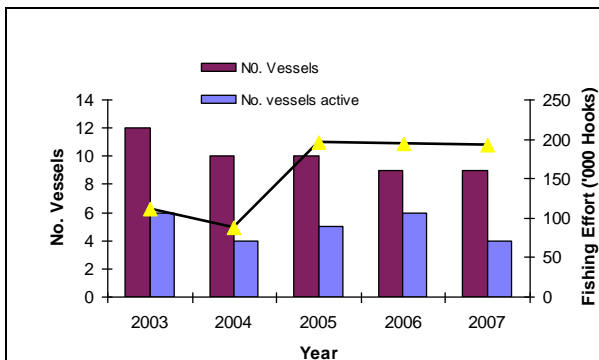 N0. Vessels
No. vessels active
No. Vessels
14
12
10
8
6
4
2
0
250
200
150
100
50
0
Fishing Effort ('000 Hooks)
2003 2004 2005 2006 2007
Year